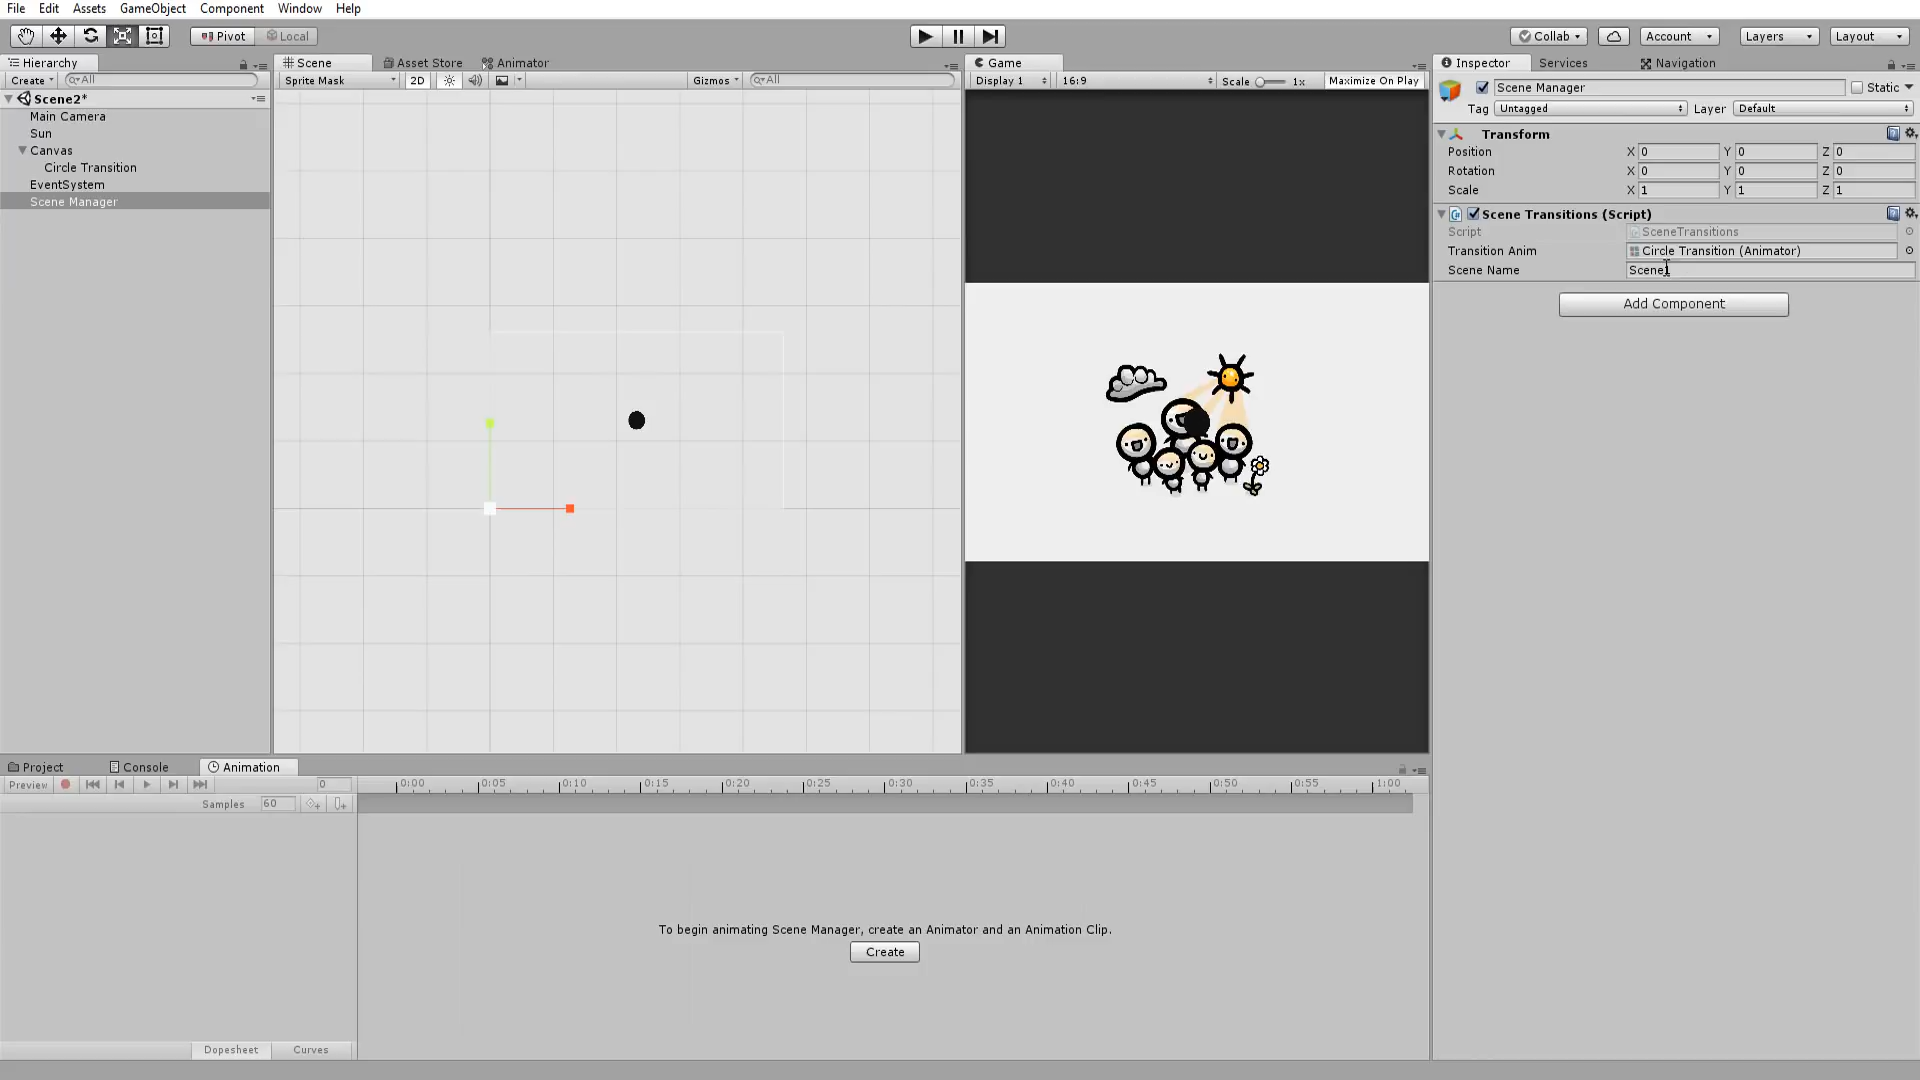 File Edit Assets GameObject Component Window Help
Pivot Local Collab Account Layers Layout
Hierarchy Scene Asset Store Animator Game Inspector Services Navigation
Create All Sprite Mask 2D Gizmos All Display 1 16:9 Scale 1x Maximize On Play Scene Manager Static
Scene2*
Main Camera Tag Untagged Layer Default
Sun Transform
Canvas Position X 0 Y 0 Z 0
Circle Transition Rotation X 0 Y 0 Z 0
EventSystem Scale X 1 Y 1 Z 1
Scene Manager
Scene Transitions (Script)
Script SceneTransitions
Transition Anim Circle Transition (Animator)
Scene Name
Add Component
Project Console Animation
Preview 0 0:00 0:05 0:10 0:15 0:20 0:25 0:30 0:35 0:40 0:45 0:50 0:55 1:00
Samples 60
To begin animating Scene Manager, create an Animator and an Animation Clip.
Create
Dopesheet Curves